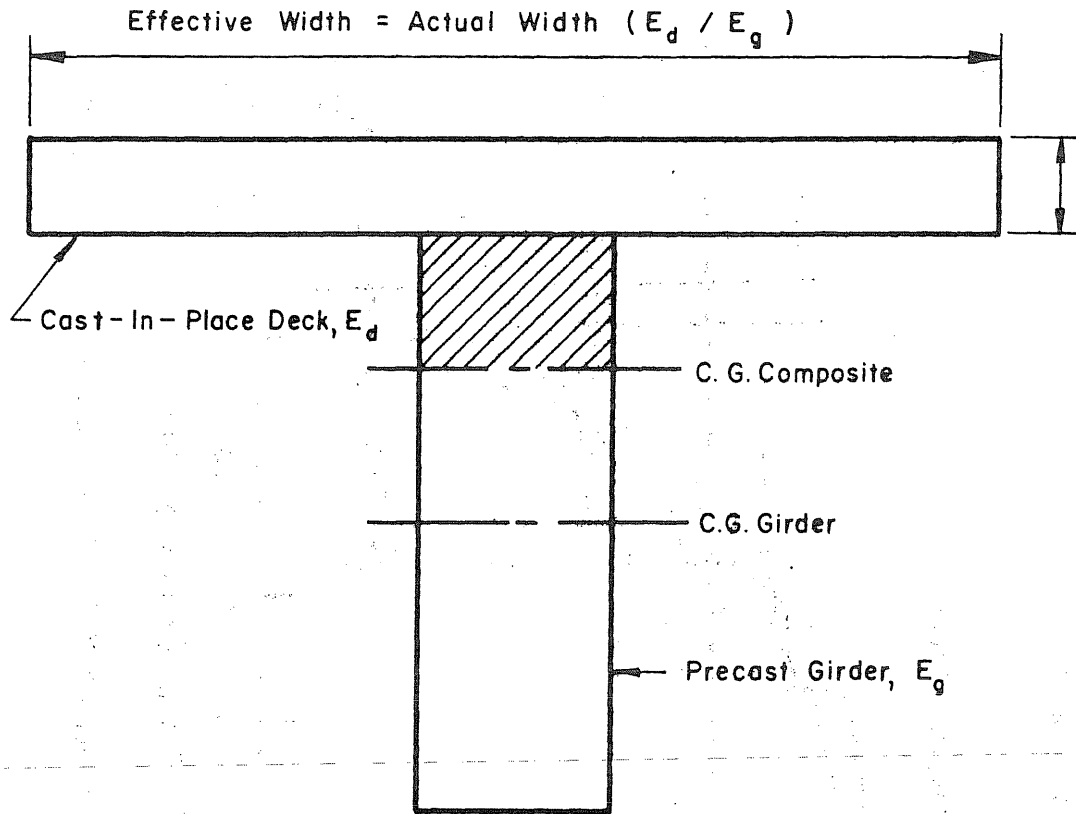 Effective Width = Actual Width ( E_d / E_g )
Cast-In-Place Deck, E_d
C. G. Composite
C.G. Girder
Precast Girder, E_g